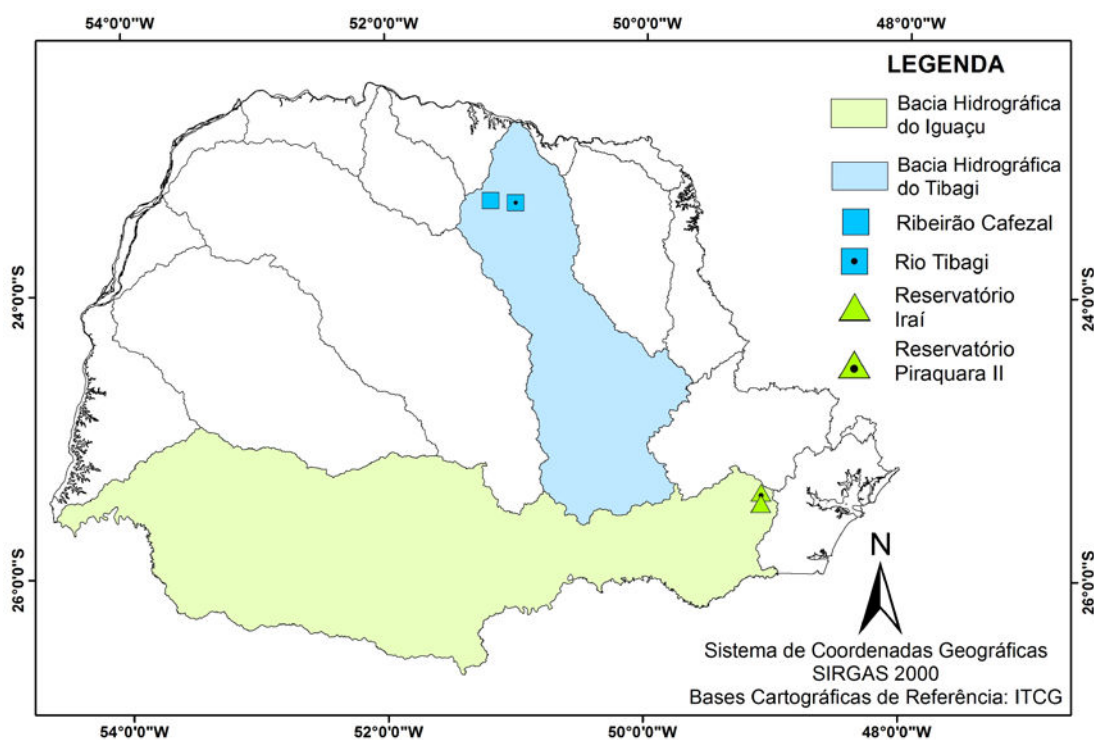 54°0'0"W
52°0'0"W
50°0'0"W
48°0'0"W
LEGENDA
Bacia Hidrográfica
do Iguaçu
Bacia Hidrográfica
do Tibagi
Ribeirão Cafezal
Rio Tibagi
Reservatório
Iraí
Reservatório
Piraquara II
24°0'0"S
24°0'0"S
26°0'0"S
26°0'0"S
N
Sistema de Coordenadas Geográficas
SIRGAS 2000
Bases Cartográficas de Referência: ITCG
54°0'0"W
52°0'0"W
50°0'0"W
48°0'0"W